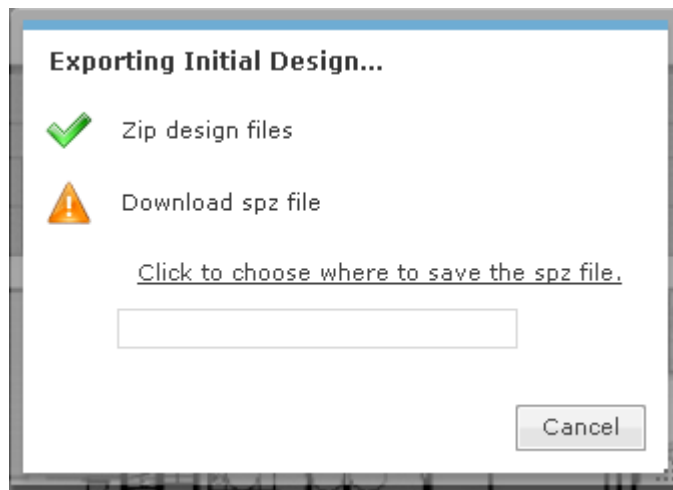 Exporting Initial Design...
Zip design files
Download spz file
Click to choose where to save the spz file.
Cancel